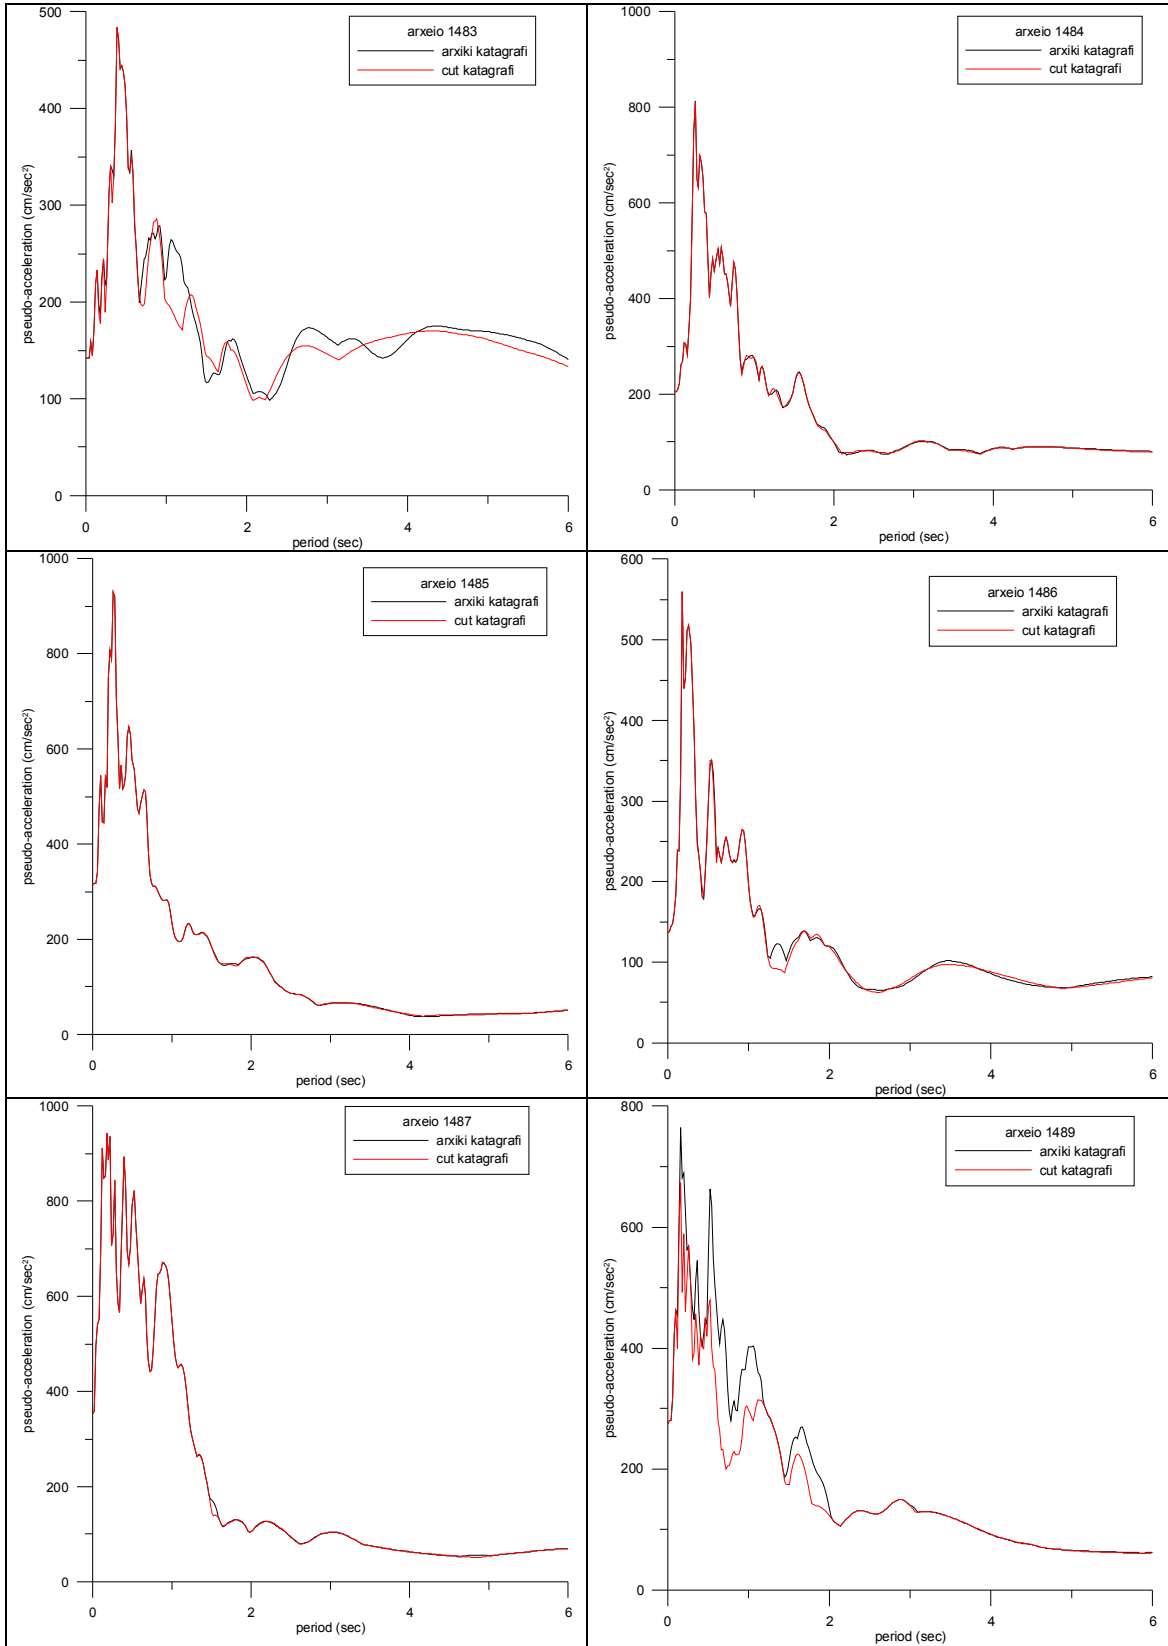 arxeio 1483
arxiki katagrafi
cut katagrafi
pseudo-acceleration (cm/sec²)
500
400
300
200
100
0
0 2 4 6
period (sec)
arxeio 1484
arxiki katagrafi
cut katagrafi
pseudo-acceleration (cm/sec²)
1000
800
600
400
200
0
0 2 4 6
period (sec)
arxeio 1485
arxiki katagrafi
cut katagrafi
pseudo-acceleration (cm/sec²)
1000
800
600
400
200
0
0 2 4 6
period (sec)
arxeio 1486
arxiki katagrafi
cut katagrafi
pseudo-acceleration (cm/sec²)
600
500
400
300
200
100
0
0 2 4 6
period (sec)
arxeio 1487
arxiki katagrafi
cut katagrafi
pseudo-acceleration (cm/sec²)
1000
800
600
400
200
0
0 2 4 6
period (sec)
arxeio 1489
arxiki katagrafi
cut katagrafi
pseudo-acceleration (cm/sec²)
800
600
400
200
0
0 2 4 6
period (sec)